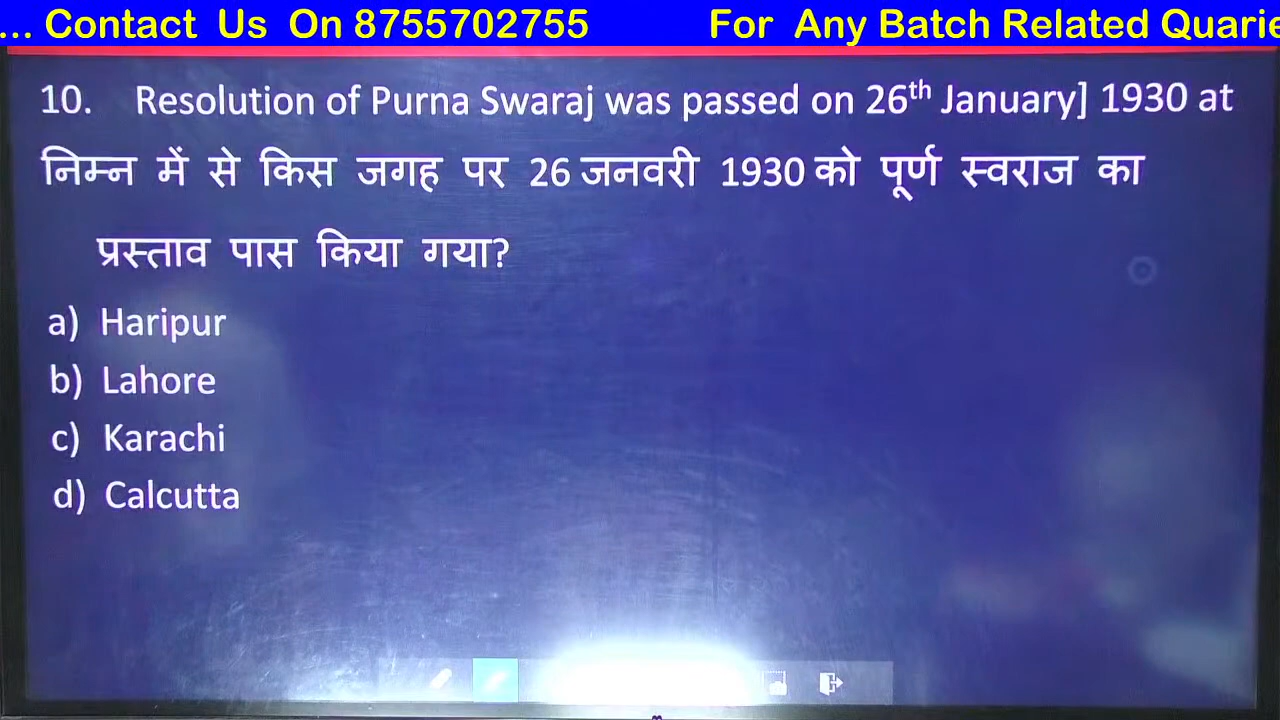 ... Contact Us On 8755702755 For Any Batch Related Quarie
10. Resolution of Purna Swaraj was passed on 26th January] 1930 at
निम्न में से किस जगह पर 26 जनवरी 1930 को पूर्ण स्वराज का
प्रस्ताव पास किया गया?
a) Haripur
b) Lahore
c) Karachi
d) Calcutta